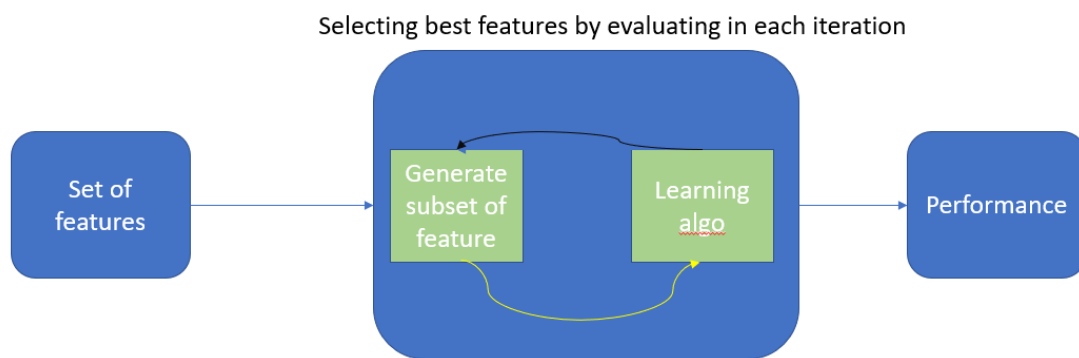 Selecting best features by evaluating in each iteration
Set of
features
Generate
subset of
feature
Learning
algo
Performance